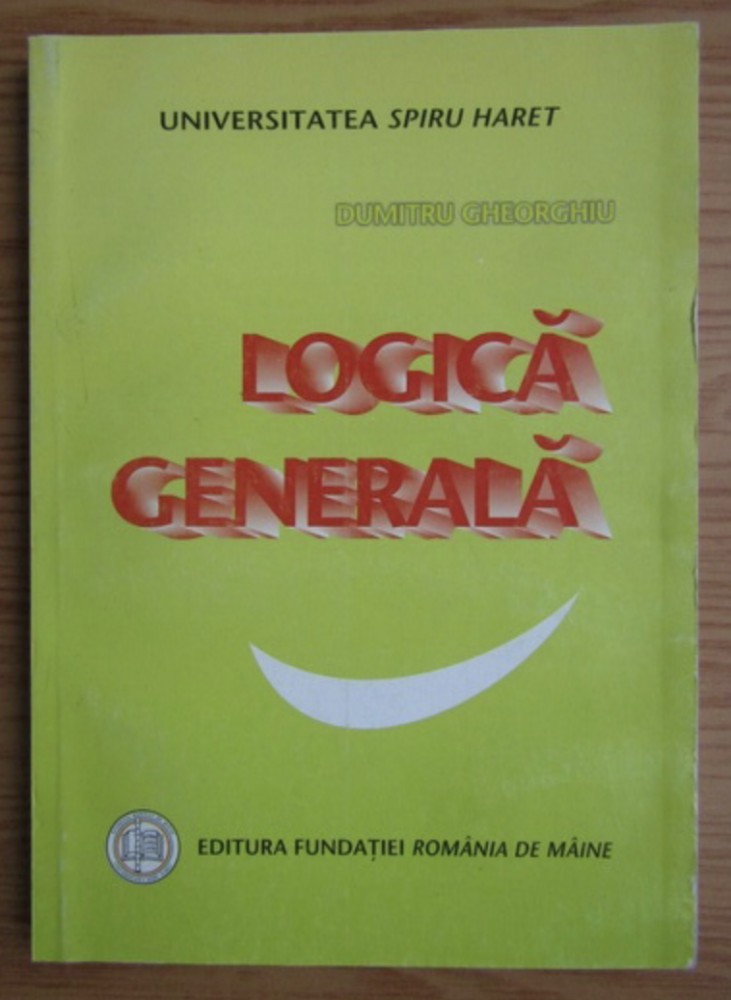 UNIVERSITATEA SPIRU HARET
DUMITRU GHEORGHIU
LOGICĂ
GENERALĂ
EDITURA FUNDAȚIEI ROMÂNIA DE MÂINE